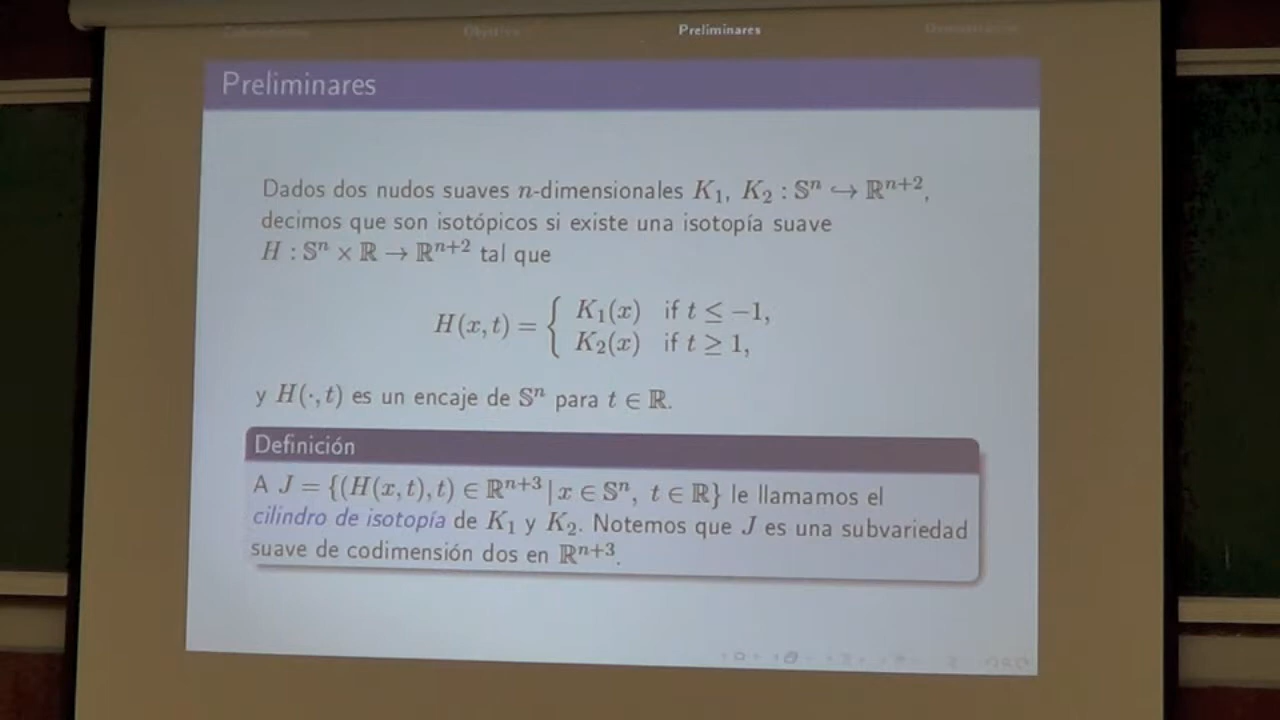 Preliminares
Preliminares
Dados dos nudos suaves n-dimensionales K₁, K₂ : 𝕊ⁿ ↪ ℝⁿ⁺²,
decimos que son isotópicos si existe una isotopía suave
H : 𝕊ⁿ × ℝ → ℝⁿ⁺² tal que
H(x, t) = { K₁(x) if t ≤ −1,
K₂(x) if t ≥ 1,
y H(·, t) es un encaje de 𝕊ⁿ para t ∈ ℝ.
Definición
A J = {(H(x, t), t) ∈ ℝⁿ⁺³ | x ∈ 𝕊ⁿ, t ∈ ℝ} le llamamos el
cilindro de isotopía de K₁ y K₂. Notemos que J es una subvariedad
suave de codimensión dos en ℝⁿ⁺³.